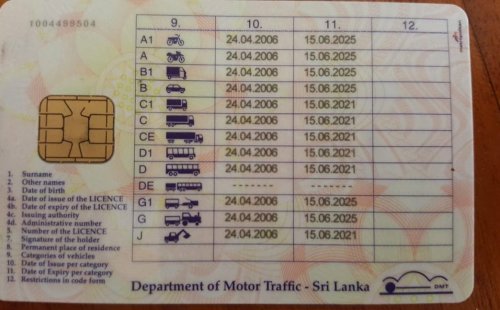 1004499504
9. 10. 11. 12.
A1 24.04.2006 15.06.2025
A 24.04.2006 15.06.2025
B1 24.04.2006 15.06.2025
B 24.04.2006 15.06.2025
C1 24.04.2006 15.06.2021
C 24.04.2006 15.06.2021
CE 24.04.2006 15.06.2021
D1 24.04.2006 15.06.2021
D 24.04.2006 15.06.2021
DE ------- -------
G1 24.04.2006 15.06.2025
G 24.04.2006 15.06.2025
J 24.04.2006 15.06.2021
1. Surname
2. Other names
3. Date of birth
4a. Date of issue of the LICENCE
4b. Date of expiry of the LICENCE
4c. Issuing authority
4d. Administrative number
5. Number of the LICENCE
7. Signature of the holder
8. Permanent place of residence
9. Categories of vehicles
10. Date of Issue per category
11. Date of Expiry per category
12. Restrictions in code form
Department of Motor Traffic - Sri Lanka
DMT